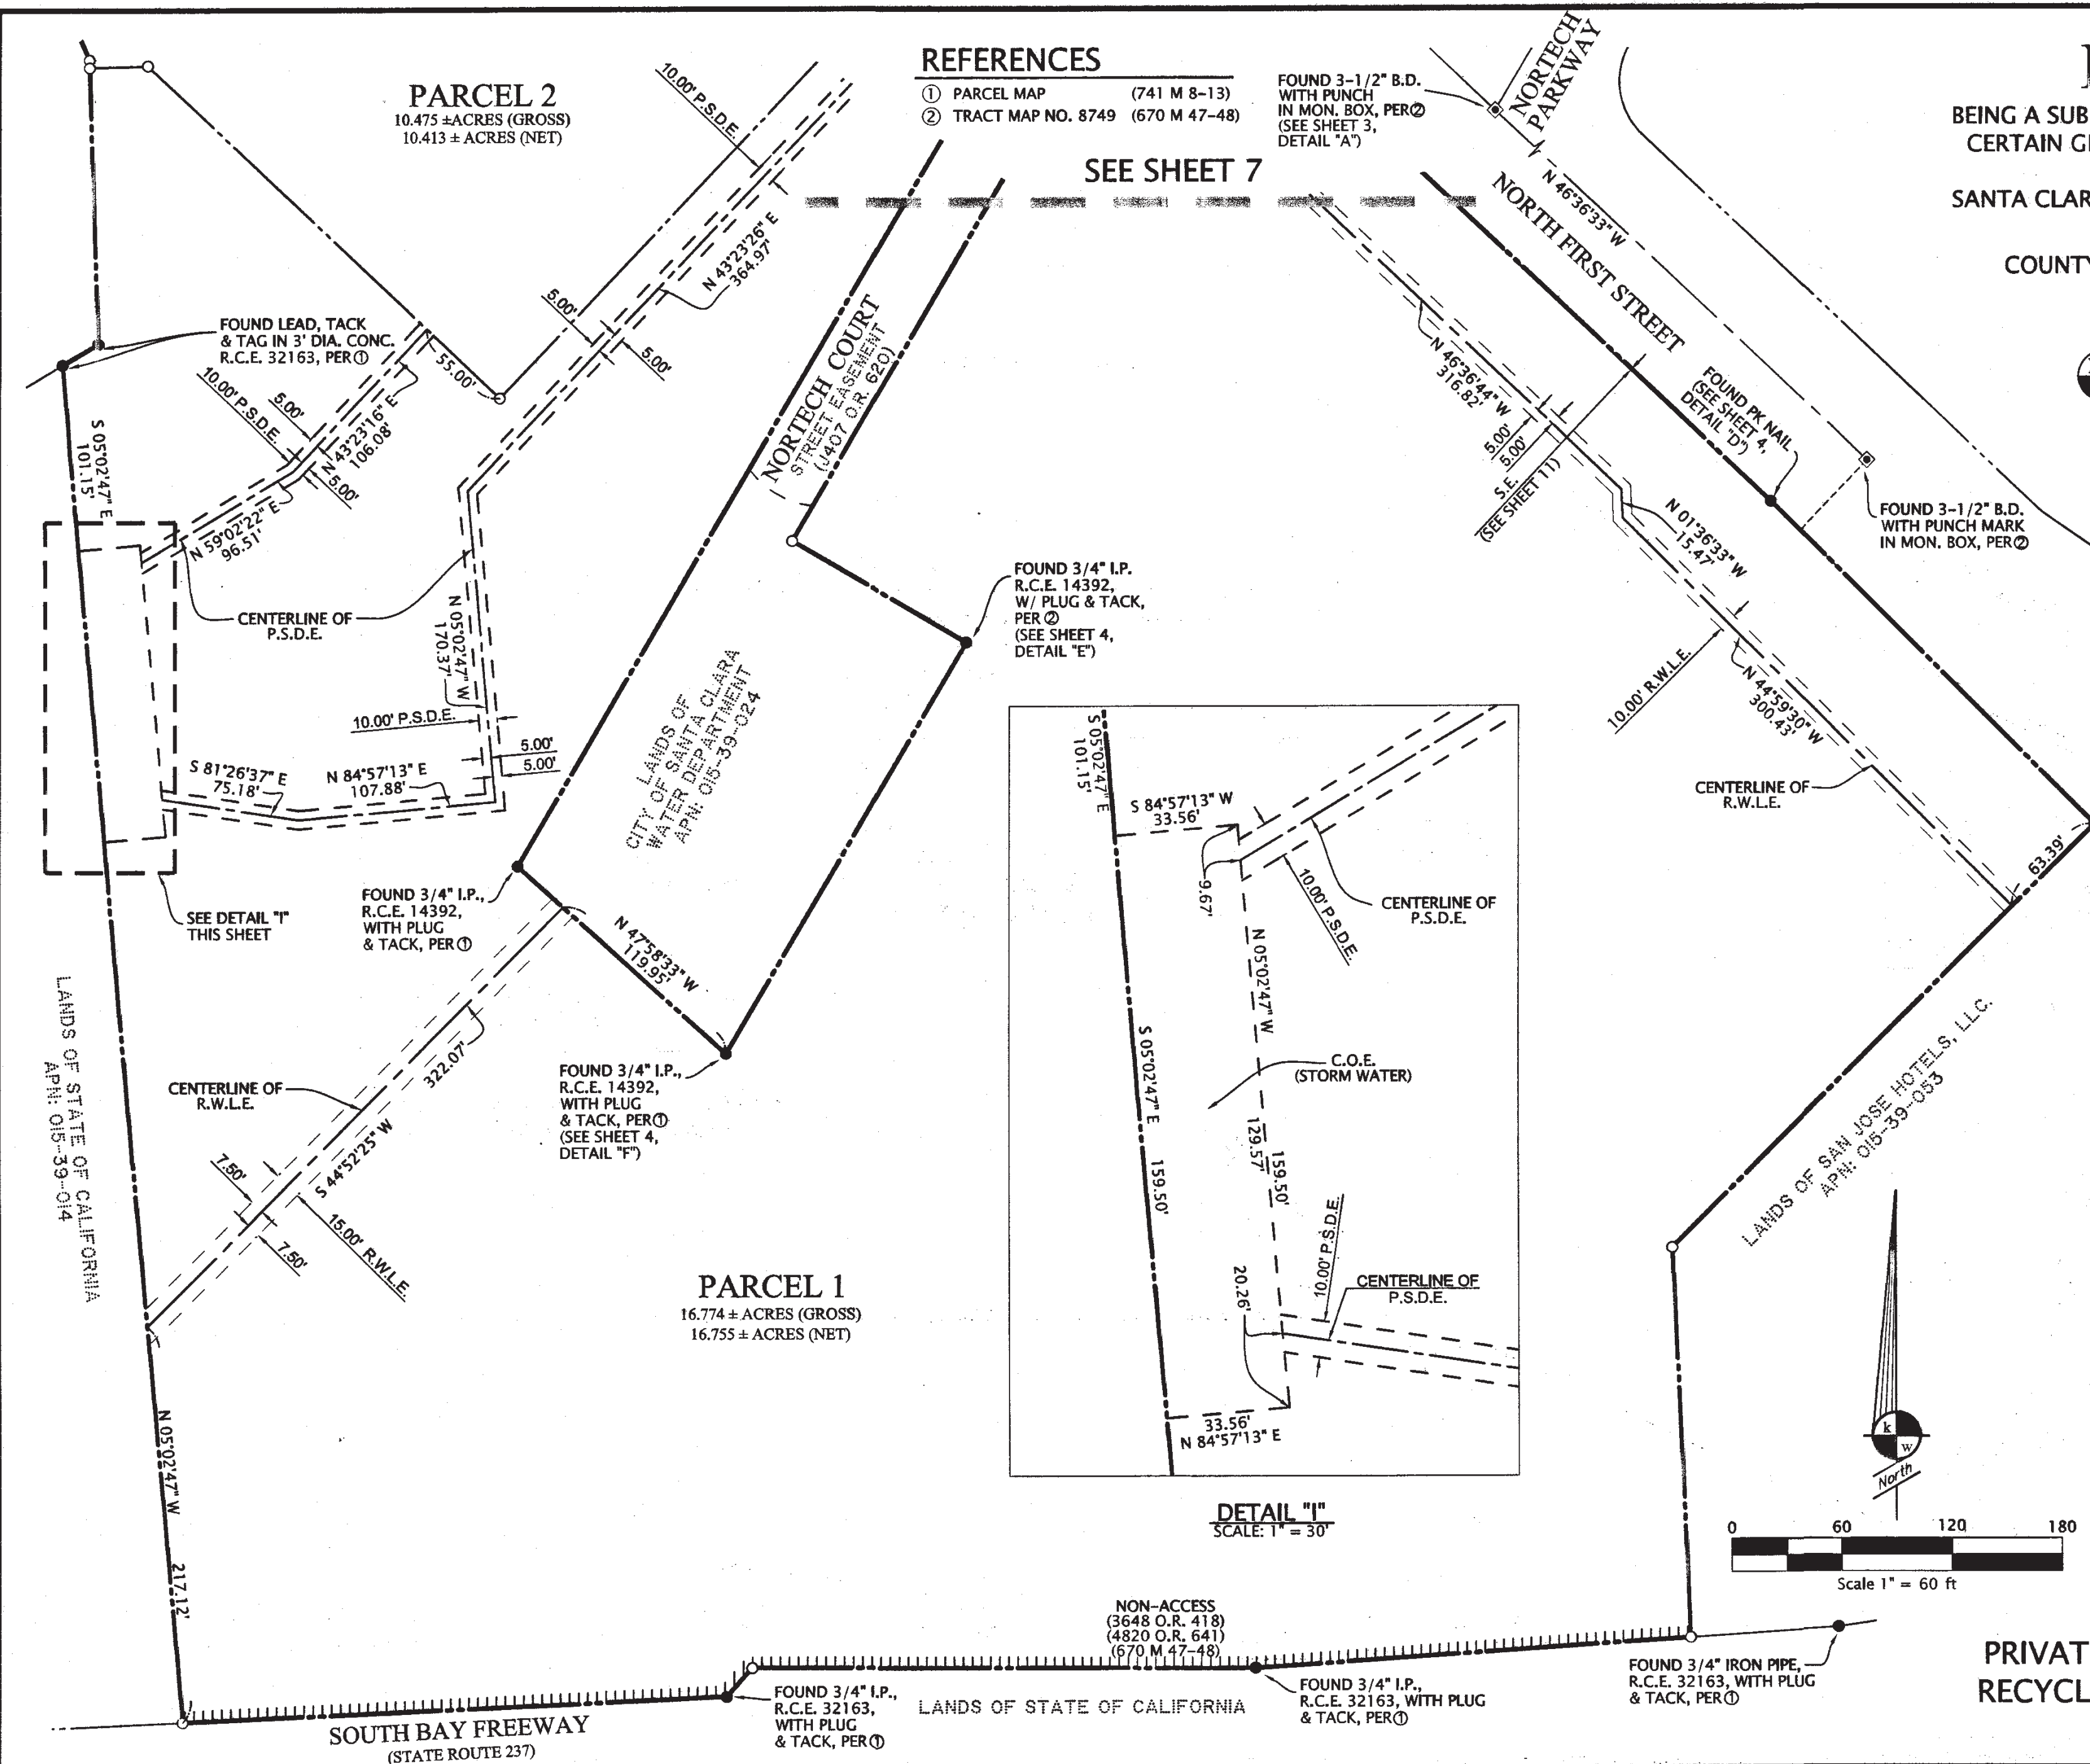 REFERENCES
① PARCEL MAP (741 M 8-13)
② TRACT MAP NO. 8749 (670 M 47-48)
SEE SHEET 7
PARCEL 2
10.475 ±ACRES (GROSS)
10.413 ± ACRES (NET)
10.00' P.S.D.E.
N 43°23'26" E
364.97'
5.00'
5.00'
FOUND 3-1/2" B.D.
WITH PUNCH
IN MON. BOX, PER②
(SEE SHEET 3,
DETAIL "A")
NORTECH
PARKWAY
N 46°36'33" W
NORTH FIRST STREET
BEING A SUB
CERTAIN G
SANTA CLAR
COUNTY
FOUND LEAD, TACK
& TAG IN 3' DIA. CONC.
R.C.E. 32163, PER①
55.00'
10.00' P.S.D.E.
5.00'
N 43°23'16" E
106.08'
5.00'
S 05°02'47" E
101.15'
N 59°02'22" E
96.51'
CENTERLINE OF
P.S.D.E.
N 05°02'47" W
170.37'
10.00' P.S.D.E.
5.00'
5.00'
S 81°26'37" E
75.18'
N 84°57'13" E
107.88'
SEE DETAIL "I"
THIS SHEET
NORTECH COURT
STREET EASEMENT
(J407 O.R. 620)
LANDS OF
CITY OF SANTA CLARA
WATER DEPARTMENT
APN: 015-39-024
FOUND 3/4" I.P.
R.C.E. 14392,
W/ PLUG & TACK,
PER ②
(SEE SHEET 4,
DETAIL "E")
FOUND 3/4" I.P.,
R.C.E. 14392,
WITH PLUG
& TACK, PER①
N 47°58'33" W
119.95'
FOUND 3/4" I.P.,
R.C.E. 14392,
WITH PLUG
& TACK, PER①
(SEE SHEET 4,
DETAIL "F")
N 46°36'44" W
316.82'
5.00'
5.00'
S.E.
(SEE SHEET 11)
FOUND PK NAIL
(SEE SHEET 4,
DETAIL "D")
FOUND 3-1/2" B.D.
WITH PUNCH MARK
IN MON. BOX, PER②
N 01°36'33" W
15.47'
10.00' R.W.L.E.
N 44°59'30" W
300.43'
CENTERLINE OF
R.W.L.E.
63.39'
LANDS OF SAN JOSE HOTELS, LLC.
APN: 015-39-053
LANDS OF STATE OF CALIFORNIA
APN: 015-39-014
CENTERLINE OF
R.W.L.E.
322.07'
S 44°52'25" W
7.50'
7.50'
15.00' R.W.L.E.
PARCEL 1
16.774 ± ACRES (GROSS)
16.755 ± ACRES (NET)
N 05°02'47" W
217.12'
S 05°02'47" E
101.15'
S 84°57'13" W
33.56'
9.67'
10.00' P.S.D.E.
CENTERLINE OF
P.S.D.E.
N 05°02'47" W
S 05°02'47" E
159.50'
C.O.E.
(STORM WATER)
129.57'
159.50'
20.26'
10.00' P.S.D.E.
CENTERLINE OF
P.S.D.E.
33.56'
N 84°57'13" E
DETAIL "I"
SCALE: 1" = 30'
k
w
North
0 60 120 180
Scale 1" = 60 ft
NON-ACCESS
(3648 O.R. 418)
(4820 O.R. 641)
(670 M 47-48)
FOUND 3/4" I.P.,
R.C.E. 32163,
WITH PLUG
& TACK, PER①
LANDS OF STATE OF CALIFORNIA
FOUND 3/4" I.P.,
R.C.E. 32163, WITH PLUG
& TACK, PER①
FOUND 3/4" IRON PIPE,
R.C.E. 32163, WITH PLUG
& TACK, PER①
SOUTH BAY FREEWAY
(STATE ROUTE 237)
PRIVAT
RECYCL